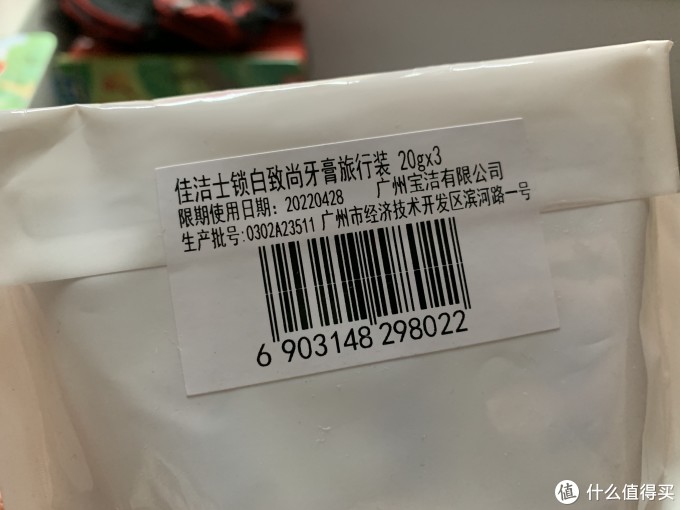 佳洁士锁白致尚牙膏旅行装 20gx3
限期使用日期: 20220428 广州宝洁有限公司
生产批号:0302A23511 广州市经济技术开发区滨河路一号
6 903148 298022
值 什么值得买